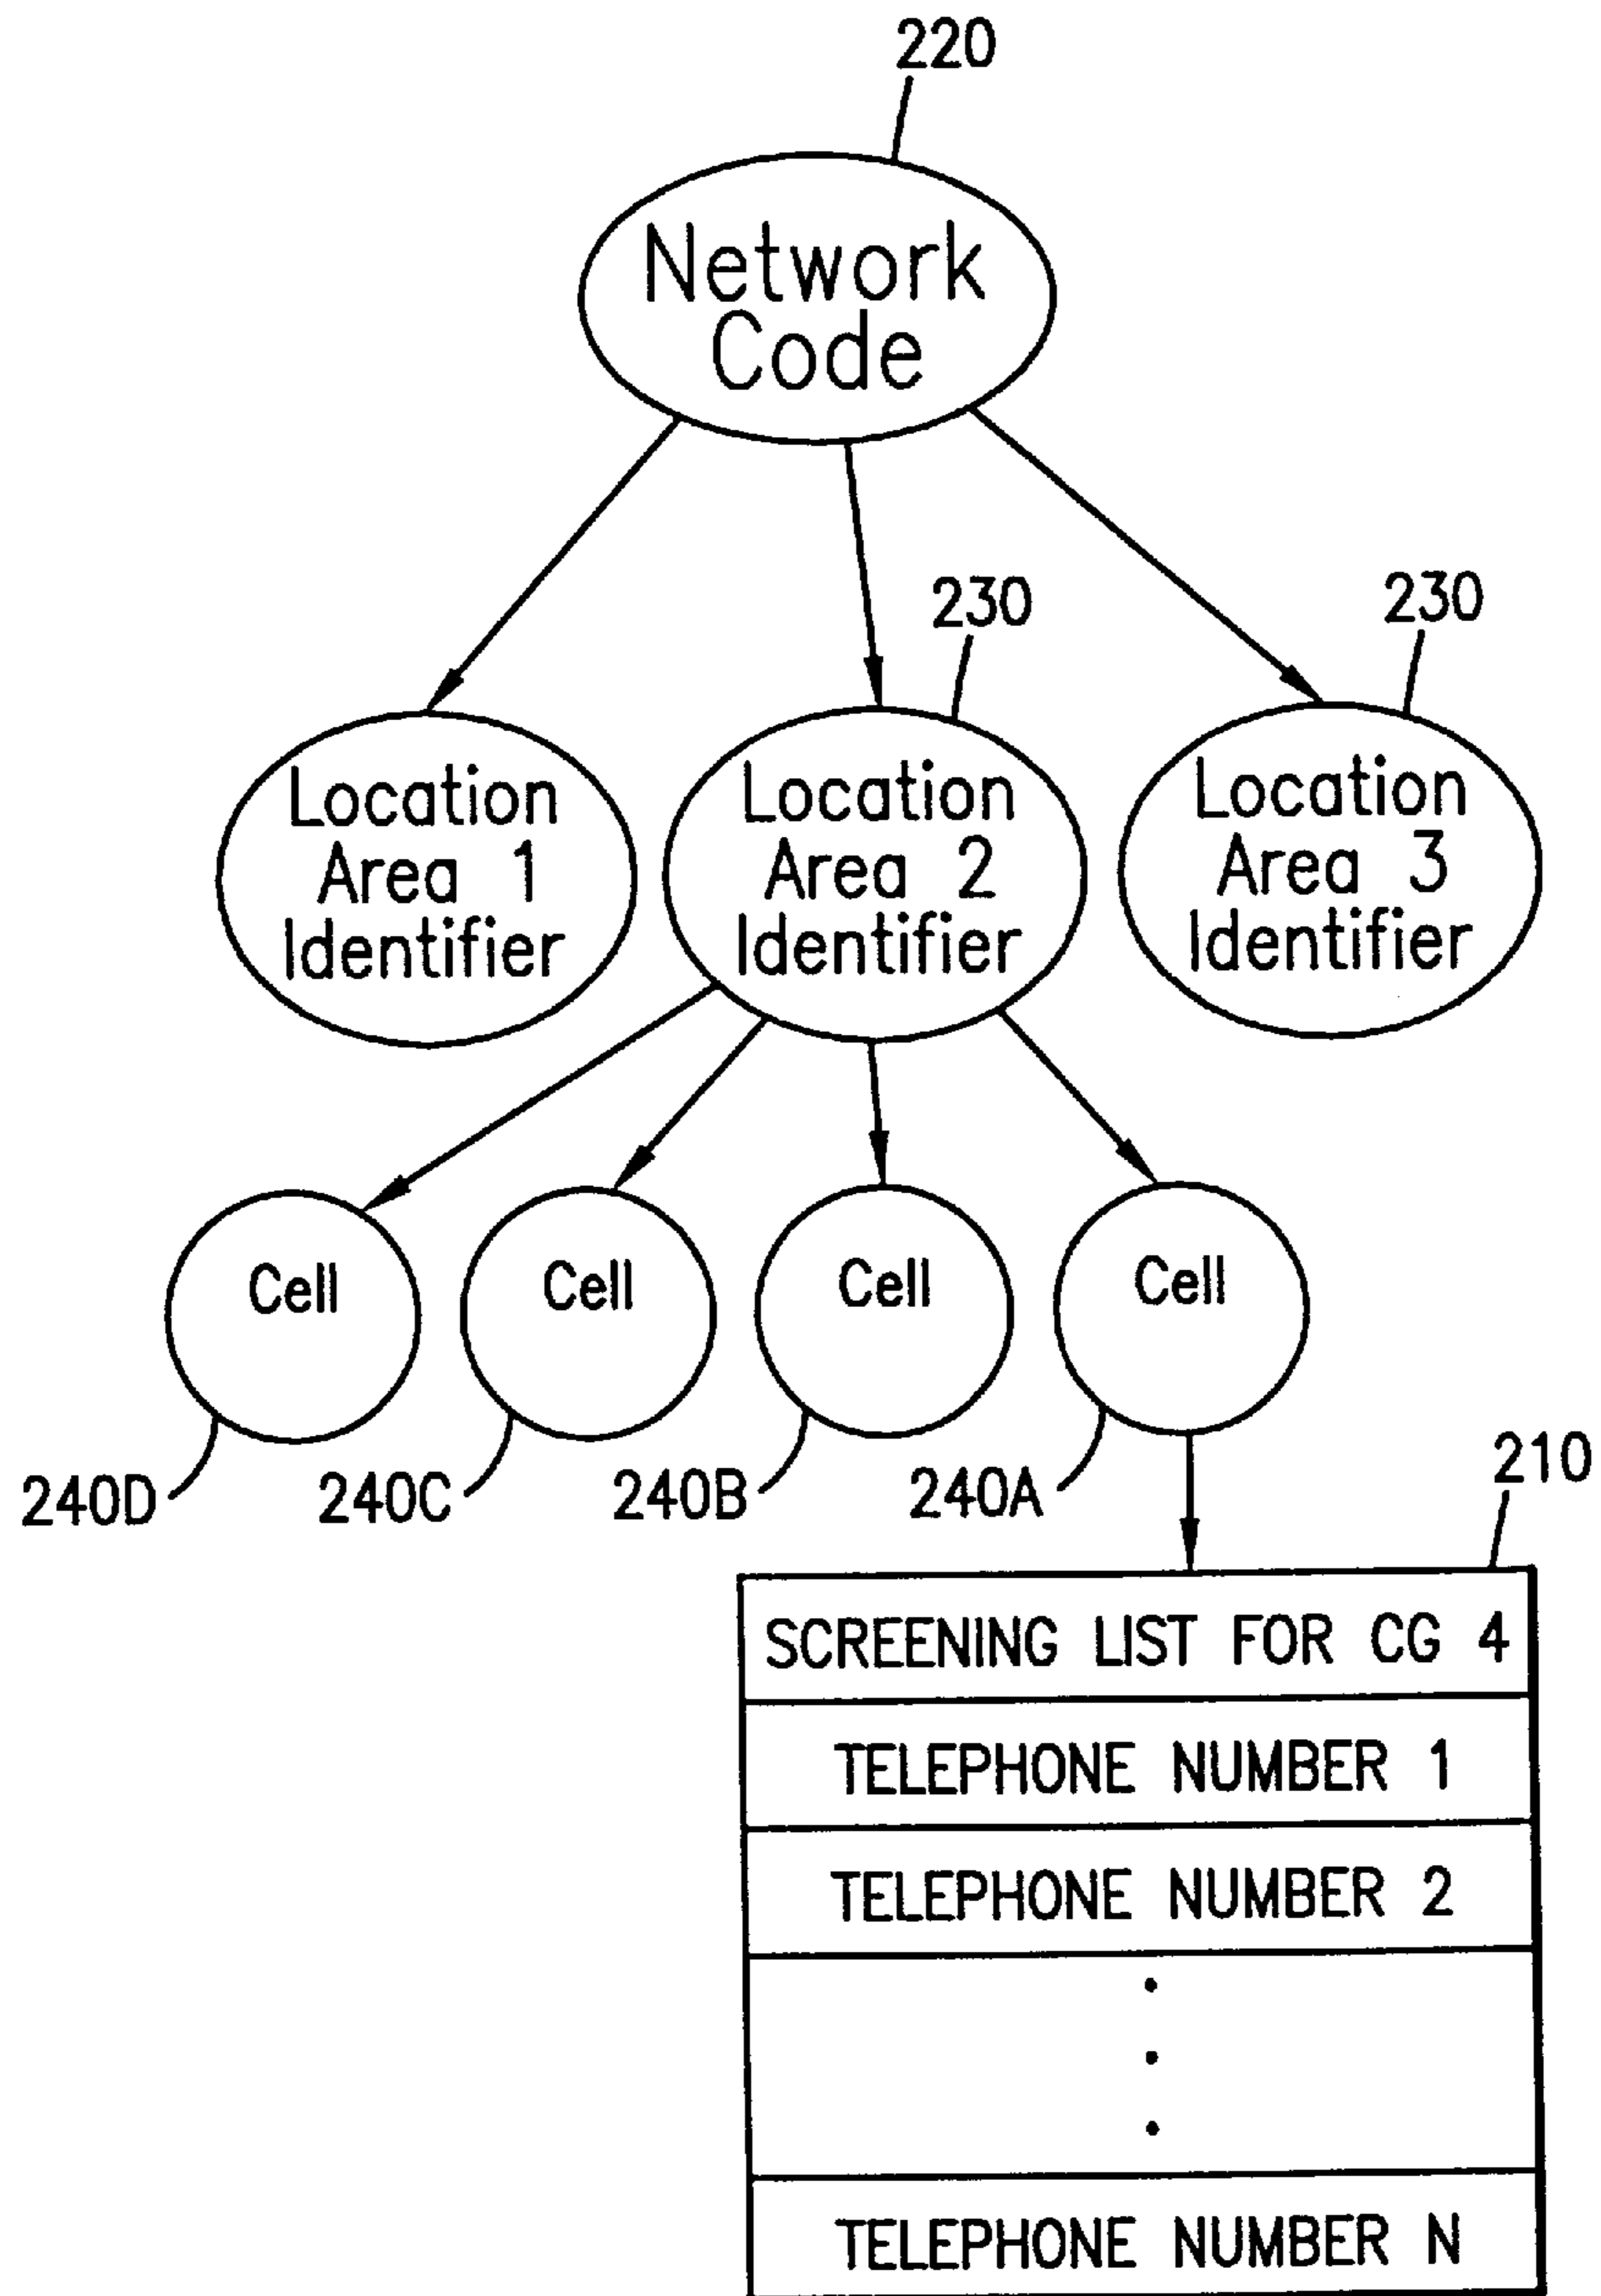 220
Network
Code
230
230
Location
Area 1
Identifier
Location
Area 2
Identifier
Location
Area 3
Identifier
Cell
Cell
Cell
Cell
240D
240C
240B
240A
210
SCREENING LIST FOR CG 4
TELEPHONE NUMBER 1
TELEPHONE NUMBER 2
.
.
.
TELEPHONE NUMBER N